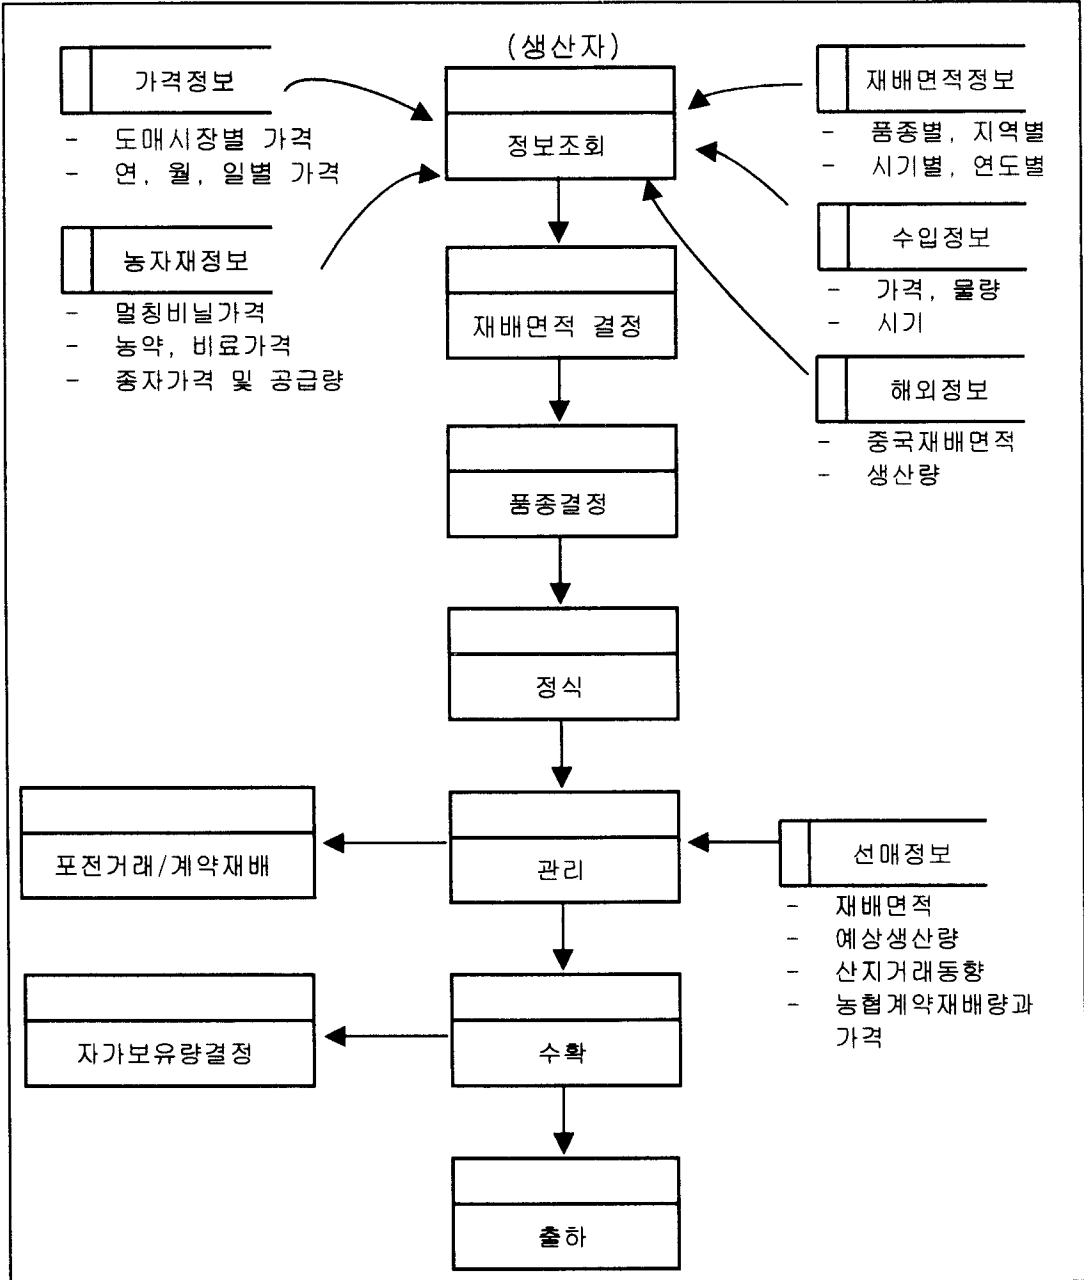 (생산자)
가격정보
- 도매시장별 가격
- 연, 월, 일별 가격
농자재정보
- 멀칭비닐가격
- 농약, 비료가격
- 종자가격 및 공급량
정보조회
재배면적정보
- 품종별, 지역별
- 시기별, 연도별
수입정보
- 가격, 물량
- 시기
해외정보
- 중국재배면적
- 생산량
재배면적 결정
품종결정
정식
포전거래/계약재배
관리
선매정보
- 재배면적
- 예상생산량
- 산지거래동향
- 농협계약재배량과
가격
자가보유량결정
수확
출하